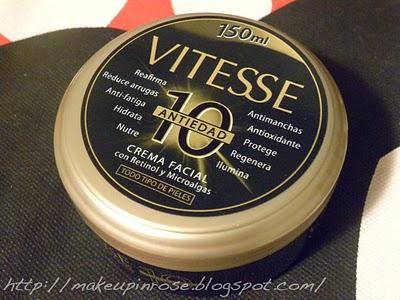 150ml
VITESSE
Reafirma
Reduce arrugas
Anti-fatiga
Hidrata
Nutre
10
ANTIEDAD
Antimanchas
Antioxidante
Protege
Regenera
Ilumina
CREMA FACIAL
con Retinol y Microalgas
TODO TIPO DE PIELES
http://makeupinrose.blogspot.com/